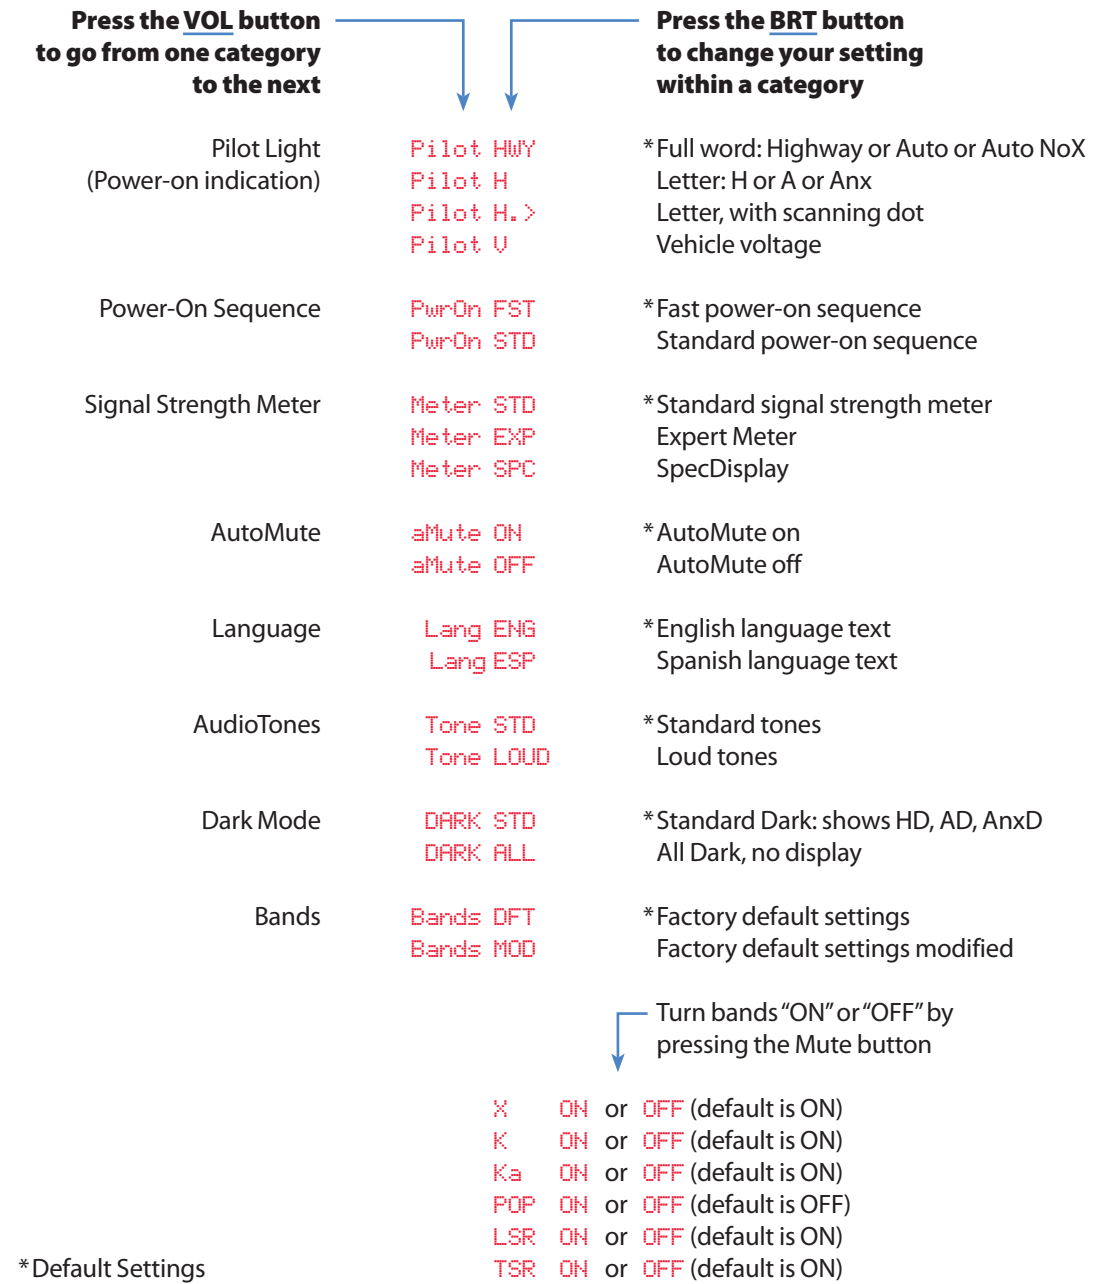 Press the VOL button
to go from one category
to the next
Press the BRT button
to change your setting
within a category
Pilot Light Pilot HWY *Full word: Highway or Auto or Auto NoX
(Power-on indication) Pilot H Letter: H or A or Anx
Pilot H.> Letter, with scanning dot
Pilot V Vehicle voltage
Power-On Sequence PwrOn FST *Fast power-on sequence
PwrOn STD Standard power-on sequence
Signal Strength Meter Meter STD *Standard signal strength meter
Meter EXP Expert Meter
Meter SPC SpecDisplay
AutoMute aMute ON *AutoMute on
aMute OFF AutoMute off
Language Lang ENG *English language text
Lang ESP Spanish language text
AudioTones Tone STD *Standard tones
Tone LOUD Loud tones
Dark Mode DARK STD *Standard Dark: shows HD, AD, AnxD
DARK ALL All Dark, no display
Bands Bands DFT *Factory default settings
Bands MOD Factory default settings modified
Turn bands “ON” or “OFF” by
pressing the Mute button
X ON or OFF (default is ON)
K ON or OFF (default is ON)
Ka ON or OFF (default is ON)
POP ON or OFF (default is OFF)
LSR ON or OFF (default is ON)
*Default Settings TSR ON or OFF (default is ON)